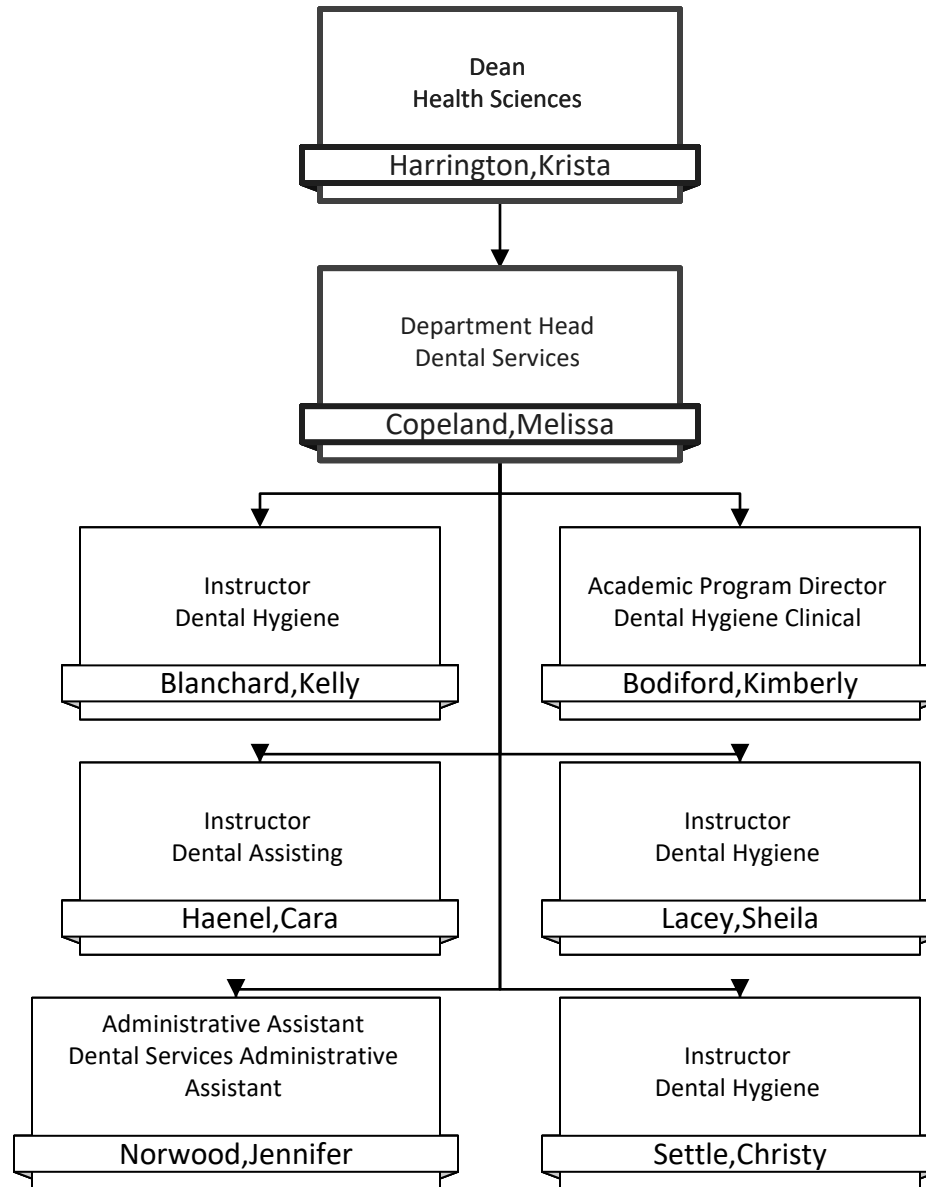 Dean
Health Sciences
Harrington,Krista
Department Head
Dental Services
Copeland,Melissa
Instructor
Dental Hygiene
Blanchard,Kelly
Academic Program Director
Dental Hygiene Clinical
Bodiford,Kimberly
Instructor
Dental Assisting
Haenel,Cara
Instructor
Dental Hygiene
Lacey,Sheila
Administrative Assistant
Dental Services Administrative
Assistant
Norwood,Jennifer
Instructor
Dental Hygiene
Settle,Christy